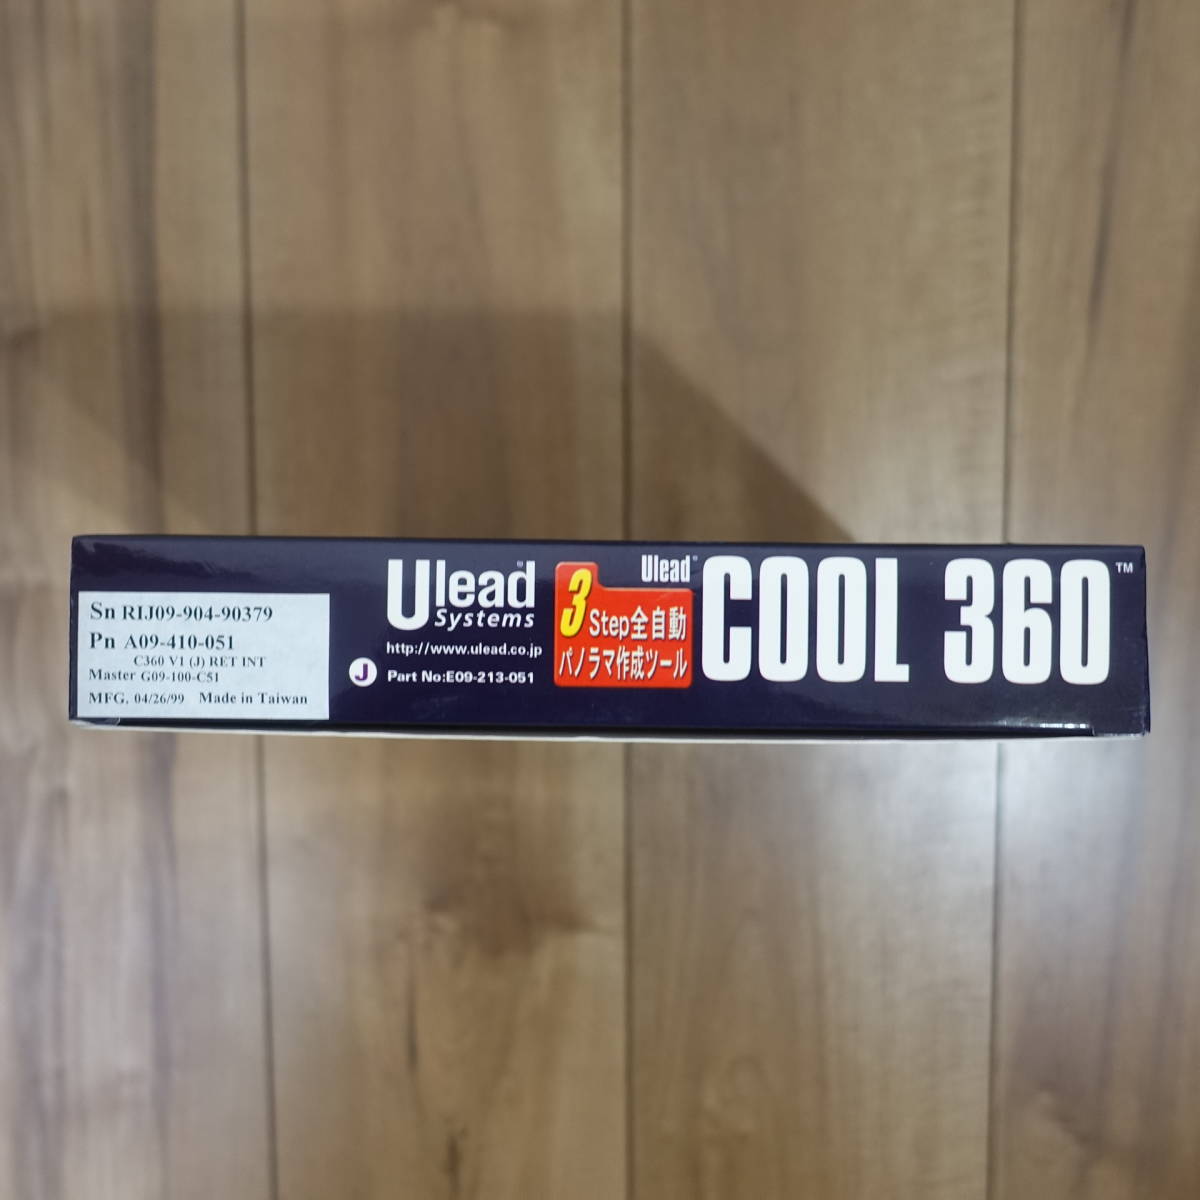 Sn RIJ09-904-90379
Pn A09-410-051
C360 V1 (J) RET INT
Master G09-100-C51
MFG. 04/26/99 Made in Taiwan
Ulead®
Systems
http://www.ulead.co.jp
J Part No:E09-213-051
3 Step全自動
パノラマ作成ツール
Ulead®
COOL 360™